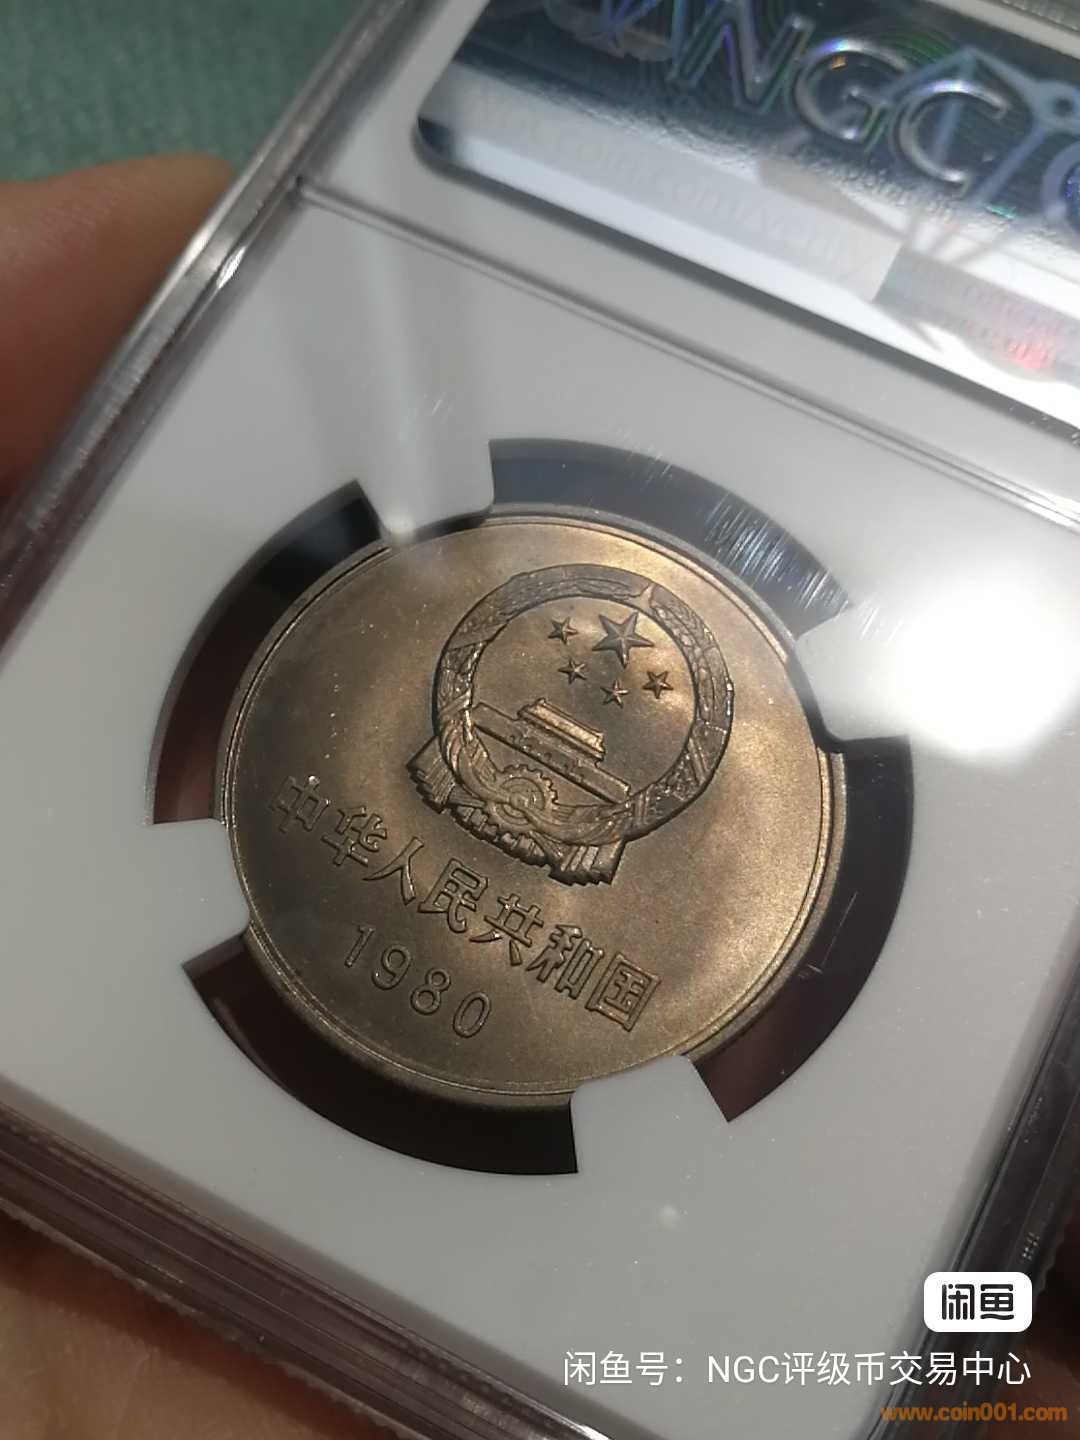 NGC
中华人民共和国
1980
闲鱼
闲鱼号：NGC评级币交易中心
www.coin001.com